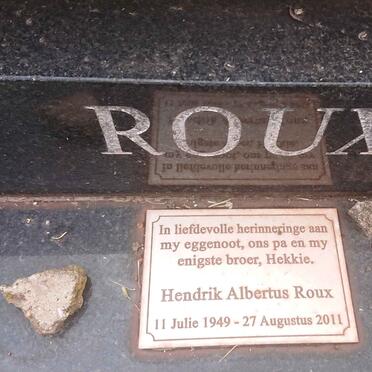 ROUX
In liefdevolle herinneringe aan
my eggenoot, ons pa en my
enigste broer, Hekkie.
Hendrik Albertus Roux
11 Julie 1949 - 27 Augustus 2011